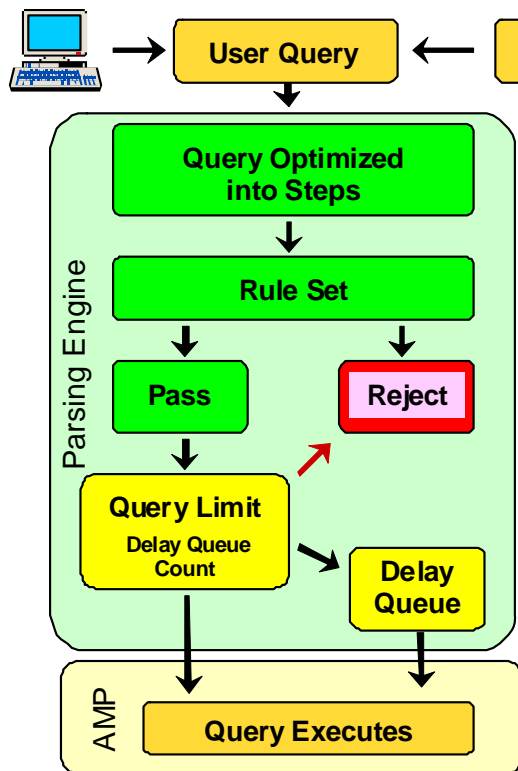 User Query
Query Optimized
into Steps
Rule Set
Pass
Reject
Query Limit
Delay Queue
Count
Delay
Queue
Parsing Engine
AMP
Query Executes